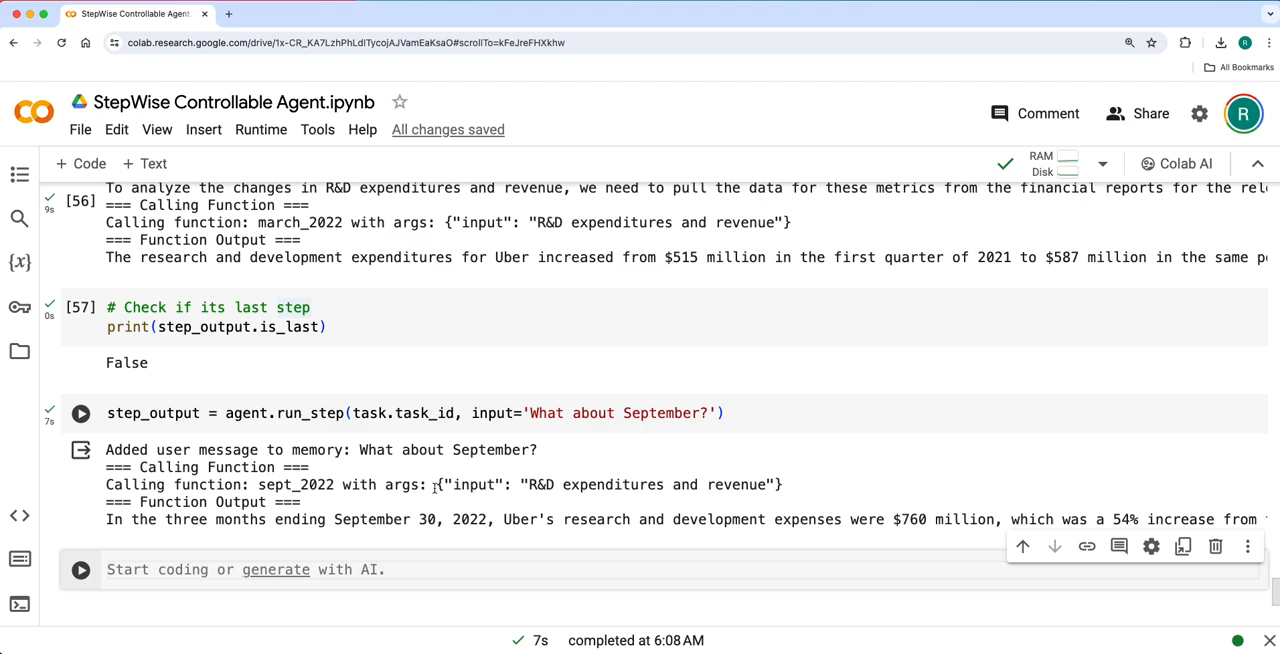 StepWise Controllable Agent.
colab.research.google.com/drive/1x-CR_KA7LzhPhLdlTycojAJVamEaKsaO#scrollTo=kFeJreFHXkhw
R
All Bookmarks
StepWise Controllable Agent.ipynb
Comment
Share
R
File Edit View Insert Runtime Tools Help All changes saved
+ Code + Text
RAM
Disk
Colab AI
[56]
9s
To analyze the changes in R&D expenditures and revenue, we need to pull the data for these metrics from the financial reports for the rel
=== Calling Function ===
Calling function: march_2022 with args: {"input": "R&D expenditures and revenue"}
=== Function Output ===
The research and development expenditures for Uber increased from $515 million in the first quarter of 2021 to $587 million in the same p
[57]
0s
# Check if its last step
print(step_output.is_last)
False
7s
step_output = agent.run_step(task.task_id, input='What about September?')
Added user message to memory: What about September?
=== Calling Function ===
Calling function: sept_2022 with args: {"input": "R&D expenditures and revenue"}
=== Function Output ===
In the three months ending September 30, 2022, Uber's research and development expenses were $760 million, which was a 54% increase from
Start coding or generate with AI.
7s completed at 6:08 AM